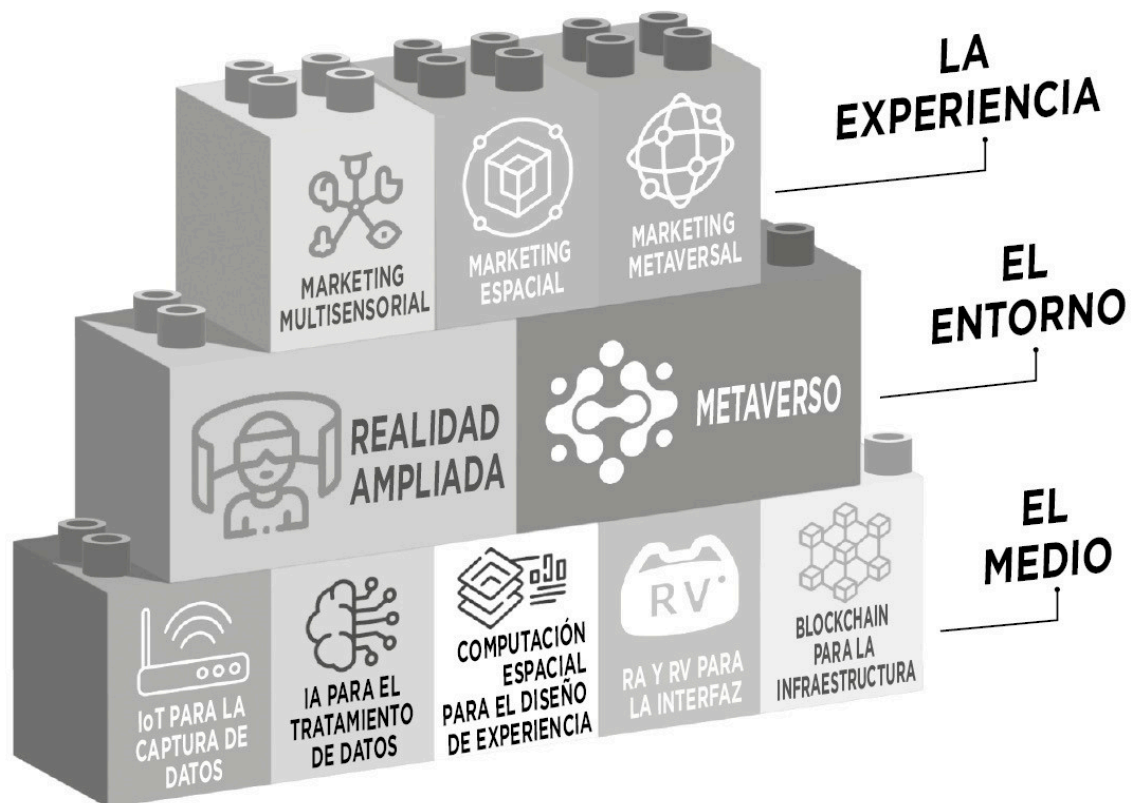 LA
EXPERIENCIA
MARKETING
MULTISENSORIAL
MARKETING
ESPACIAL
MARKETING
METAVERSAL
EL
ENTORNO
REALIDAD
AMPLIADA
METAVERSO
EL
MEDIO
IoT PARA LA
CAPTURA DE
DATOS
IA PARA EL
TRATAMIENTO
DE DATOS
COMPUTACIÓN
ESPACIAL
PARA EL DISEÑO
DE EXPERIENCIA
RV
RA Y RV PARA
LA INTERFAZ
BLOCKCHAIN
PARA LA
INFRAESTRUCTURA